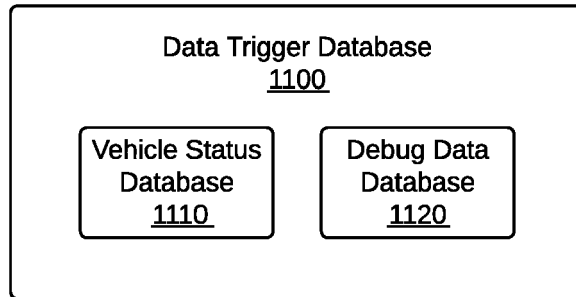 Data Trigger Database
1100
Vehicle Status
Database
1110
Debug Data
Database
1120